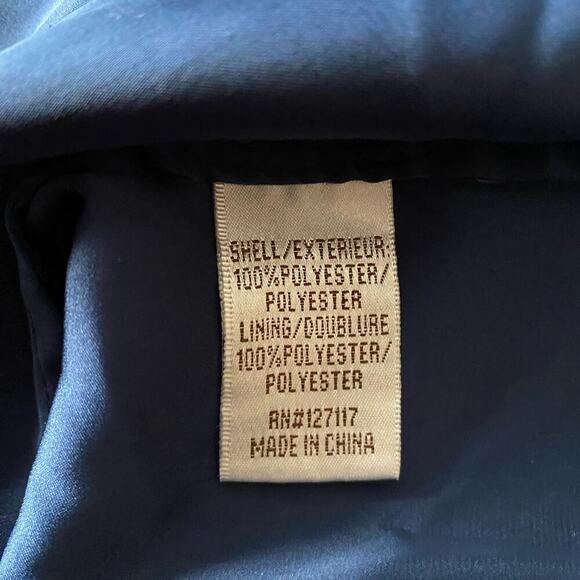 SHELL/EXTERIEUR:
100%POLYESTER/
POLYESTER
LINING/DOUBLURE
100%POLYESTER/
POLYESTER
RN#127117
MADE IN CHINA